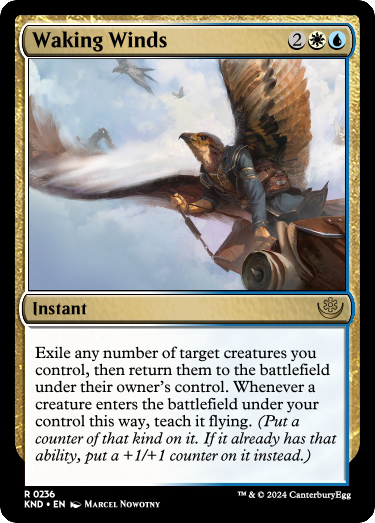 Waking Winds 2
Instant
Exile any number of target creatures you
control, then return them to the battlefield
under their owner's control. Whenever a
creature enters the battlefield under your
control this way, teach it flying. (Put a
counter of that kind on it. If it already has that
ability, put a +1/+1 counter on it instead.)
R 0236
KND • EN Marcel Nowotny
™ & © 2024 CanterburyEgg